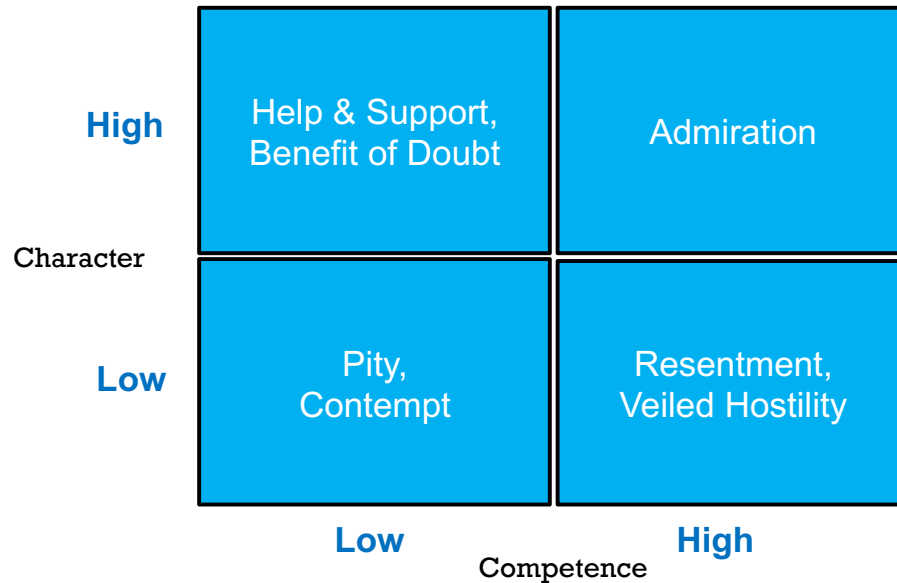 High
Help & Support,
Benefit of Doubt
Admiration
Character
Low
Pity,
Contempt
Resentment,
Veiled Hostility
Low
High
Competence